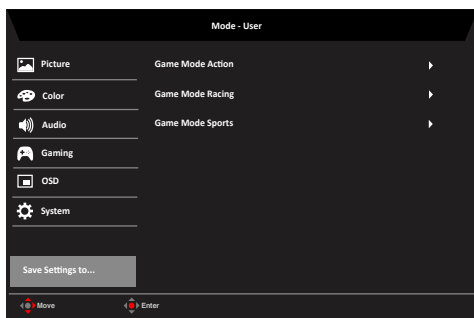 Mode - User
Picture
Color
Audio
Gaming
OSD
System
Save Settings to...
Game Mode Action
Game Mode Racing
Game Mode Sports
Move
Enter